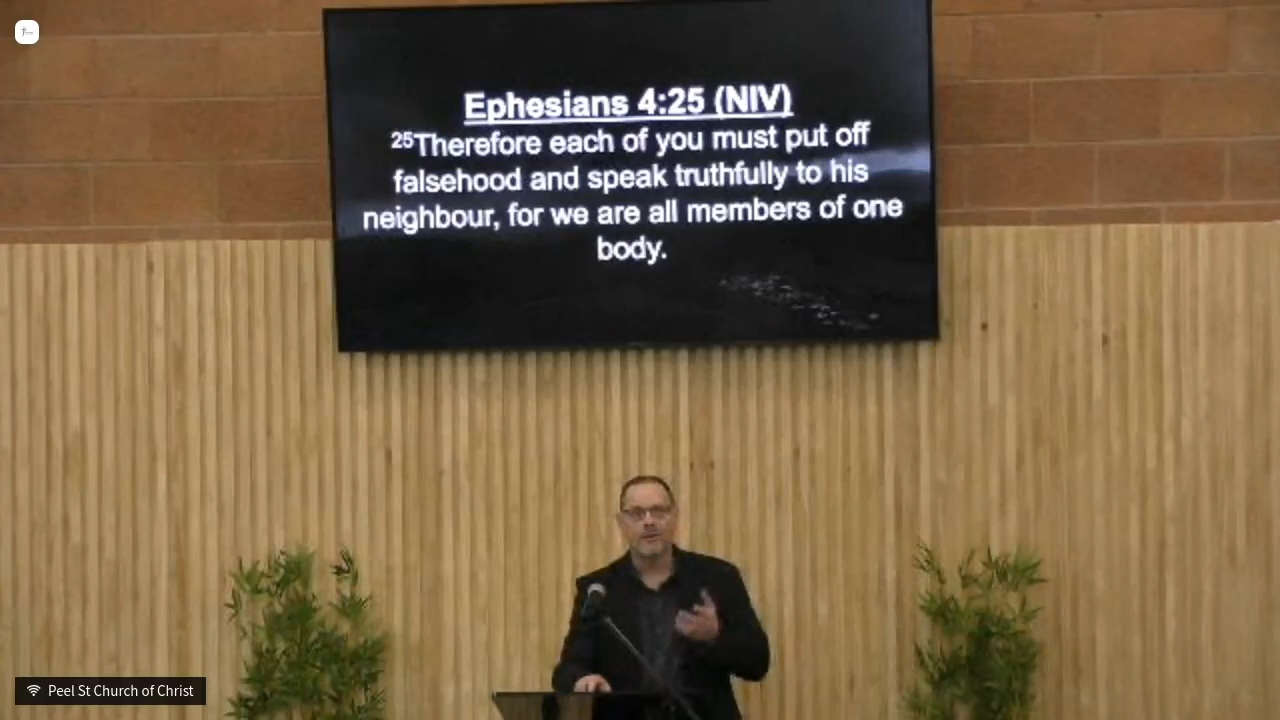 Ephesians 4:25 (NIV)
25Therefore each of you must put off
falsehood and speak truthfully to his
neighbour, for we are all members of one
body.
Peel St Church of Christ